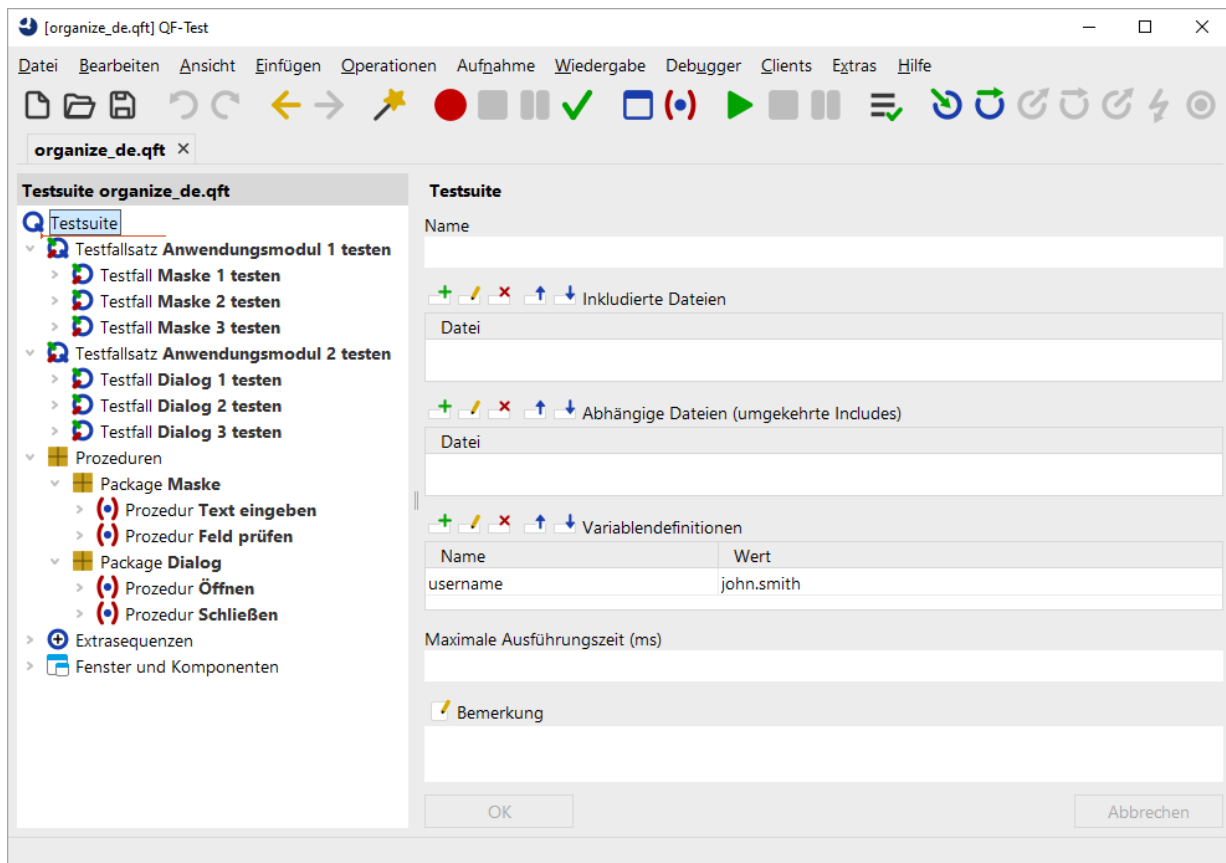 [organize_de.qft] QF-Test
Datei Bearbeiten Ansicht Einfügen Operationen Aufnahme Wiedergabe Debugger Clients Extras Hilfe
organize_de.qft
Testsuite organize_de.qft
Testsuite
Testfallsatz Anwendungsmodul 1 testen
Testfall Maske 1 testen
Testfall Maske 2 testen
Testfall Maske 3 testen
Testfallsatz Anwendungsmodul 2 testen
Testfall Dialog 1 testen
Testfall Dialog 2 testen
Testfall Dialog 3 testen
Prozeduren
Package Maske
Prozedur Text eingeben
Prozedur Feld prüfen
Package Dialog
Prozedur Öffnen
Prozedur Schließen
Extrasequenzen
Fenster und Komponenten
Testsuite
Name
Inkludierte Dateien
Datei
Abhängige Dateien (umgekehrte Includes)
Datei
Variablendefinitionen
Name Wert
username john.smith
Maximale Ausführungszeit (ms)
Bemerkung
OK Abbrechen